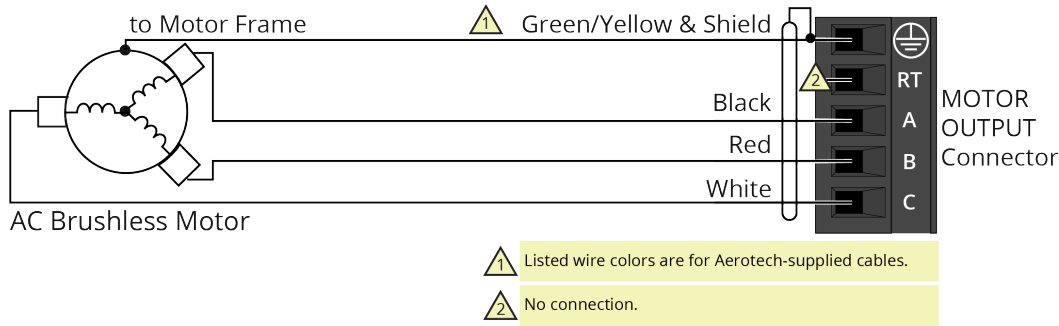 to Motor Frame
1
Green/Yellow & Shield
2
RT
Black
A
MOTOR
OUTPUT
Connector
Red
B
White
C
AC Brushless Motor
1 Listed wire colors are for Aerotech-supplied cables.
2 No connection.